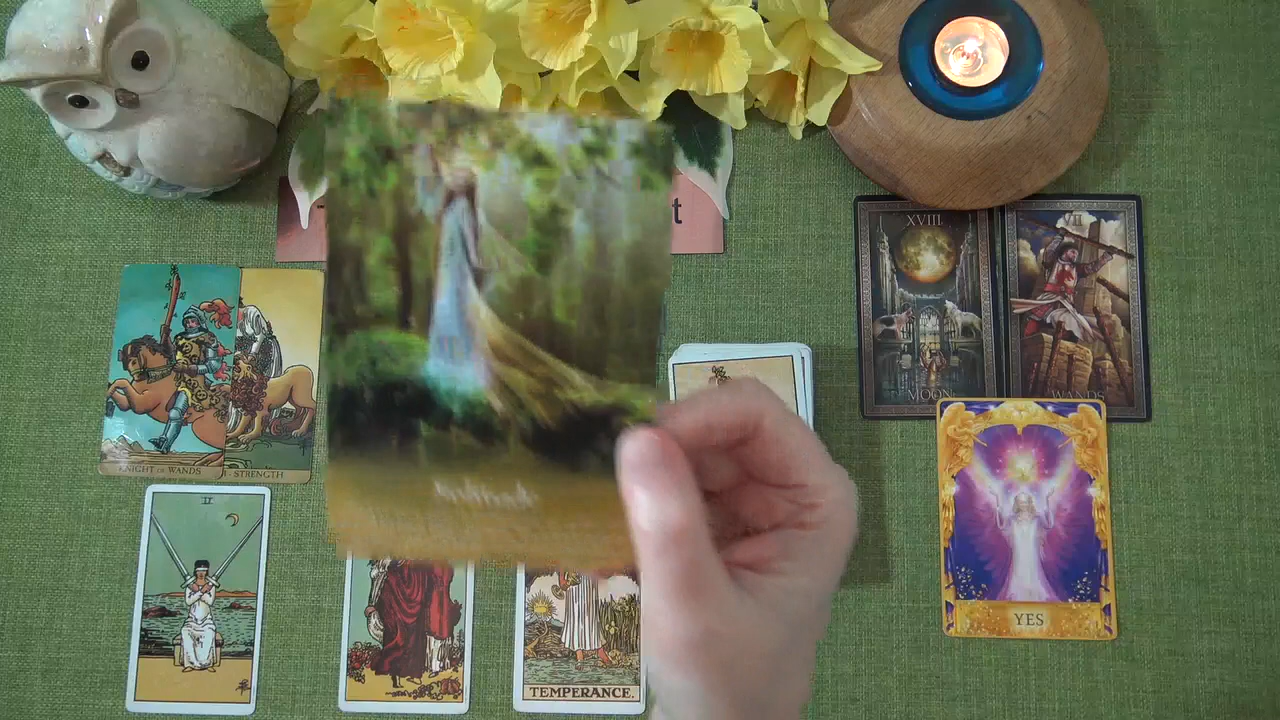 t
XVIII
VII
MOON
WANDS
KNIGHT OF WANDS
I - STRENGTH
II
YES
TEMPERANCE.